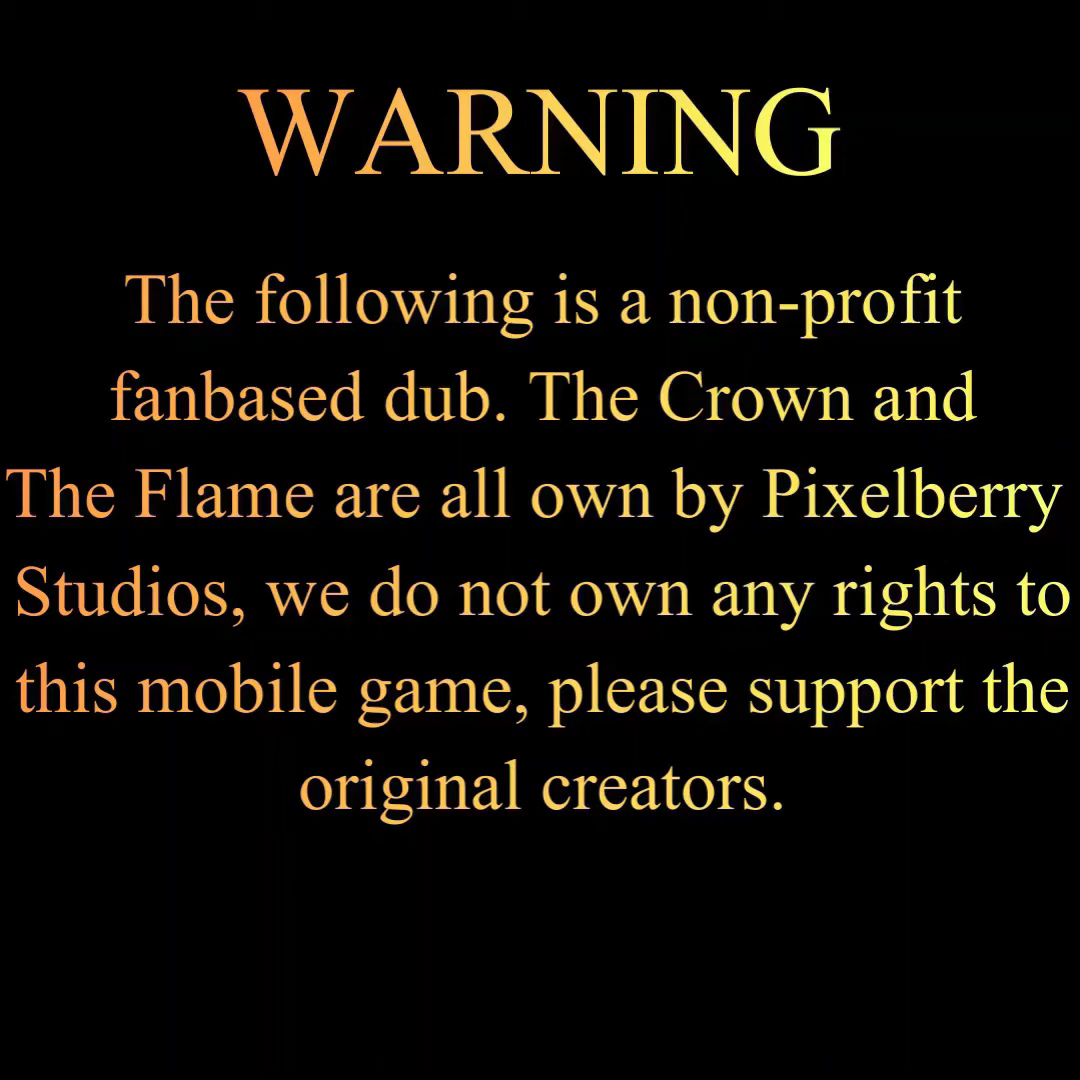 WARNING
The following is a non-profit
fanbased dub. The Crown and
The Flame are all own by Pixelberry
Studios, we do not own any rights to
this mobile game, please support the
original creators.